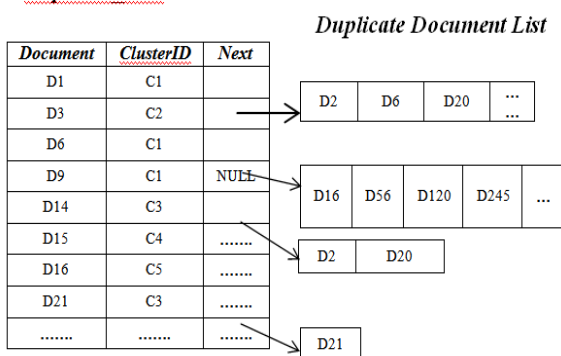 Duplicate Document List
Document ClusterID Next
D1 C1
D3 C2
D6 C1
D9 C1 NULL
D14 C3
D15 C4 .......
D16 C5 .......
D21 C3 .......
....... ....... .......
D2 D6 D20 ... ...
D16 D56 D120 D245 ...
D2 D20
D21